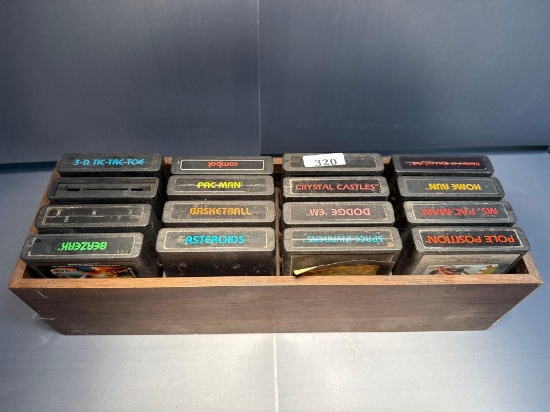 3-D TIC-TAC-TOE
combat
320
PAC-MAN
CRYSTAL CASTLES
HOME RUN
BASKETBALL
DODGE 'EM
MS. PAC-MAN
BERZERK
ASTEROIDS
SPACE INVADERS
POLE POSITION